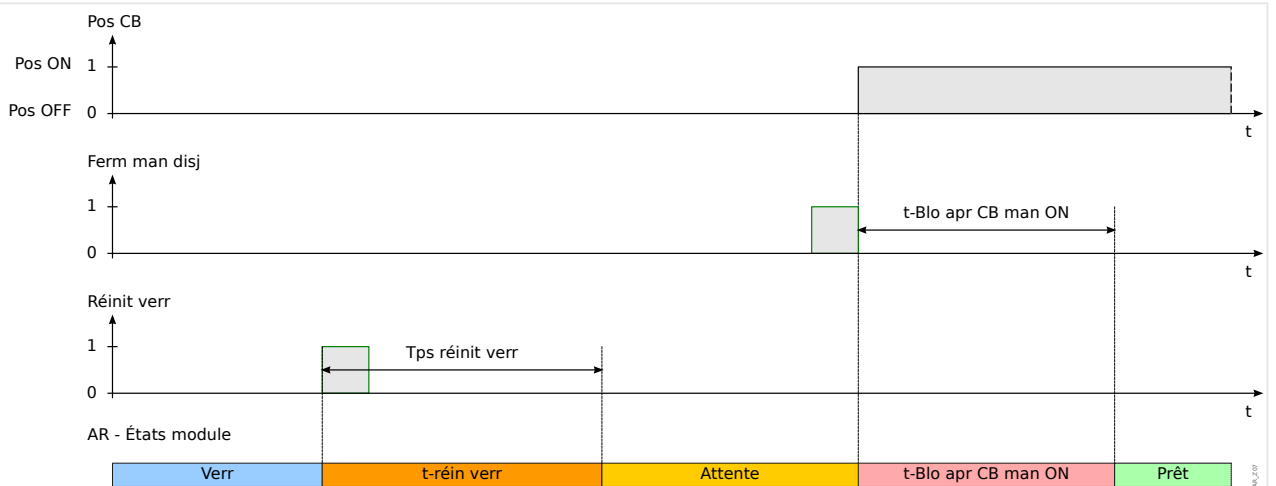 Pos CB
Pos ON 1
Pos OFF 0
t
Ferm man disj
1
t-Blo apr CB man ON
0
t
Réinit verr
1
Tps réinit verr
0
t
AR - États module
Verr t-réin verr Attente t-Blo apr CB man ON Prêt